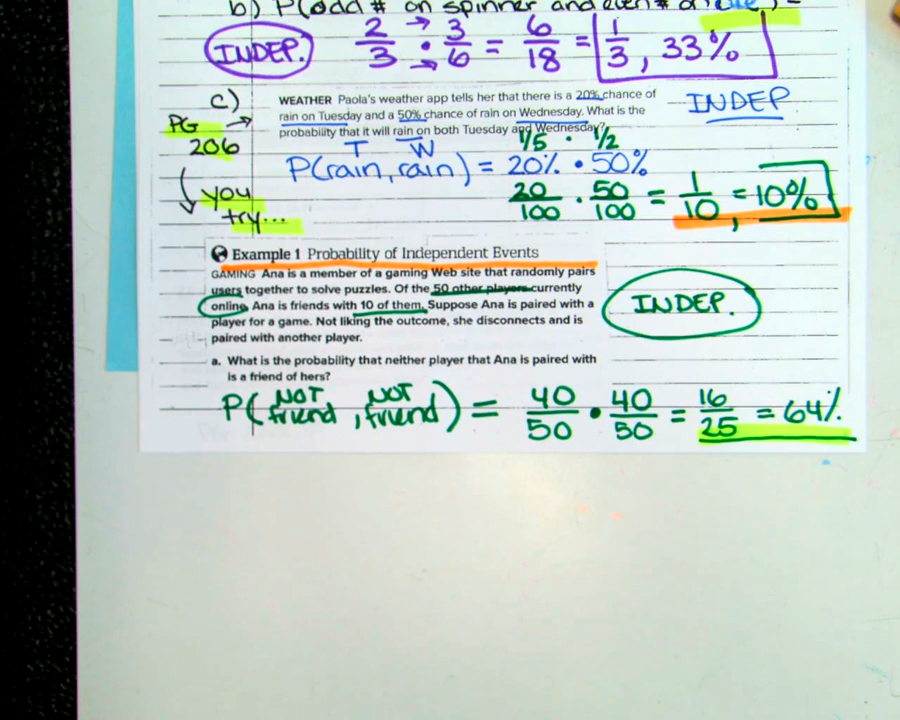 b) P(odd # on spinner and even # on
INDEP. 2/3 · 3/6 = 6/18 = 1/3, 33%
c) WEATHER Paola's weather app tells her that there is a 20% chance of
rain on Tuesday and a 50% chance of rain on Wednesday. What is the
probability that it will rain on both Tuesday and Wednesday?
INDEP
PG 206
you
try...
1/5 · 1/2
T W
P(rain, rain) = 20% · 50%
20/100 · 50/100 = 1/10, = 10%
Example 1 Probability of Independent Events
GAMING Ana is a member of a gaming Web site that randomly pairs
users together to solve puzzles. Of the 50 other players currently
online, Ana is friends with 10 of them. Suppose Ana is paired with a
player for a game. Not liking the outcome, she disconnects and is
paired with another player.
INDEP.
a. What is the probability that neither player that Ana is paired with
is a friend of hers?
P(NOT friend, NOT friend) = 40/50 · 40/50 = 16/25 = 64%